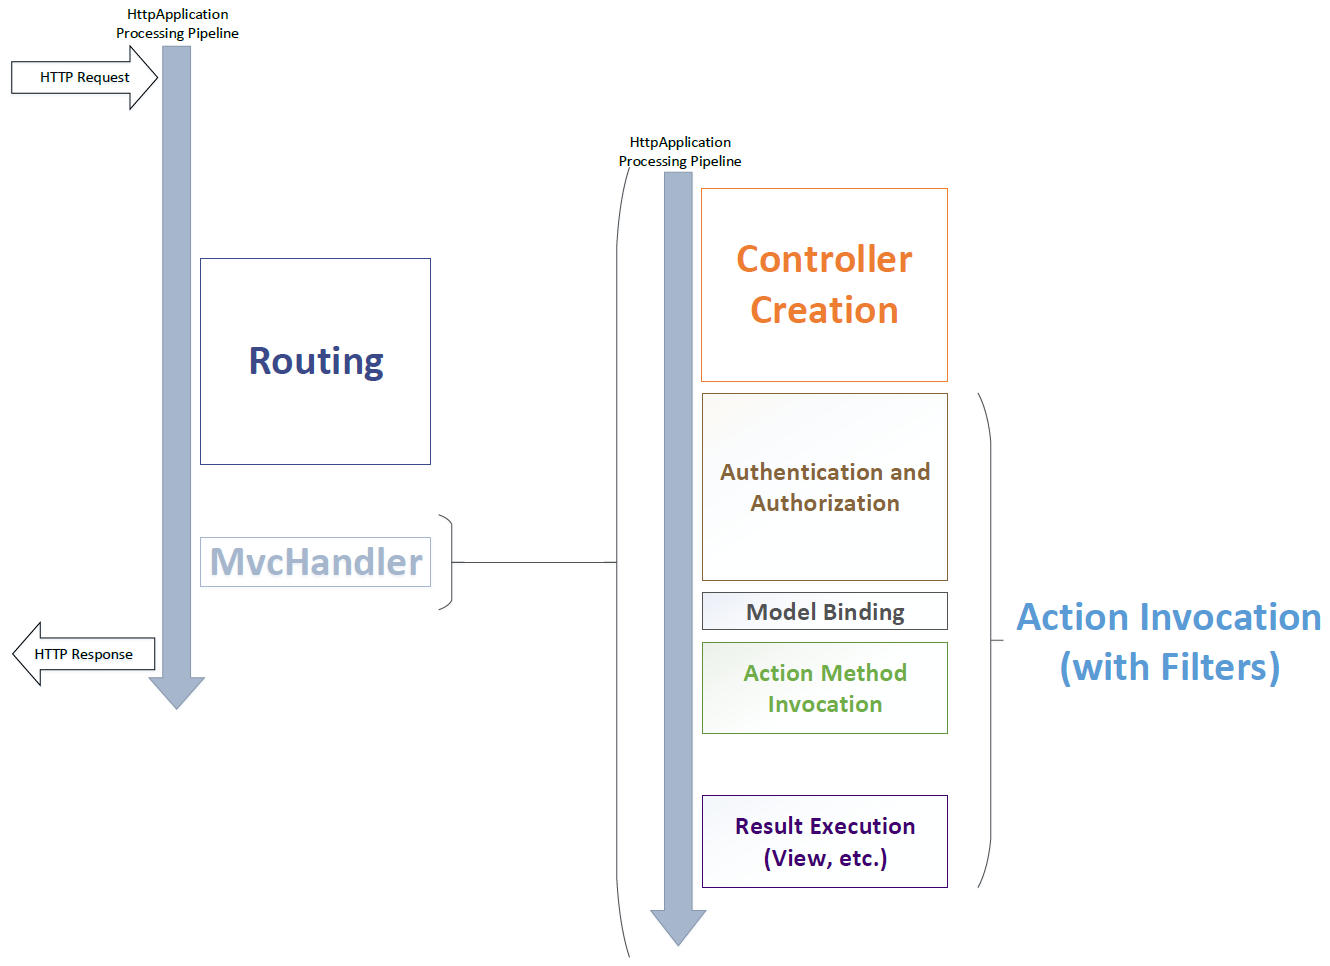 HttpApplication
Processing Pipeline
HTTP Request
Routing
MvcHandler
HTTP Response
HttpApplication
Processing Pipeline
Controller
Creation
Authentication and
Authorization
Model Binding
Action Method
Invocation
Result Execution
(View, etc.)
Action Invocation
(with Filters)